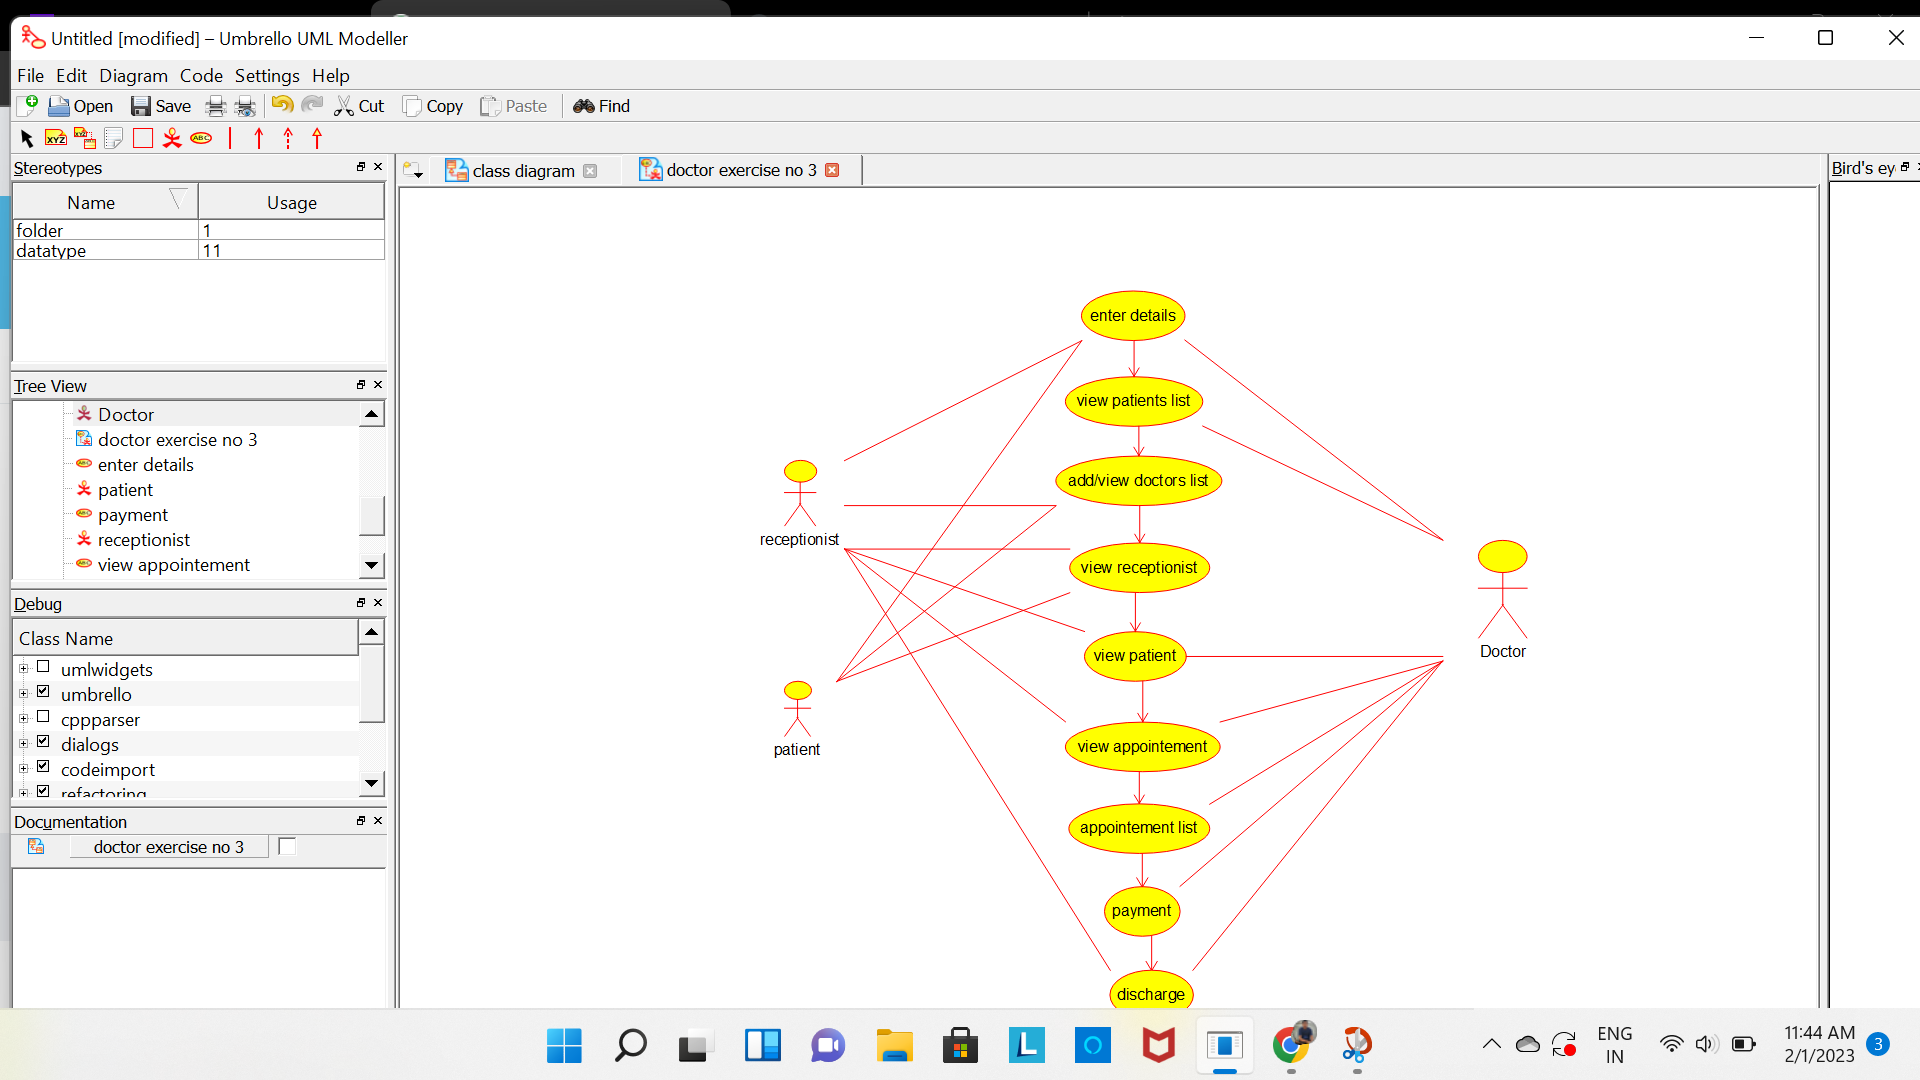 Untitled [modified] – Umbrello UML Modeller
File Edit Diagram Code Settings Help
Open Save Cut Copy Paste Find
XYZ XYZ ABC
Stereotypes
Name Usage
folder 1
datatype 11
Tree View
Doctor
doctor exercise no 3
enter details
patient
payment
receptionist
view appointement
Debug
Class Name
umlwidgets
umbrello
cppparser
dialogs
codeimport
refactoring
Documentation
doctor exercise no 3
class diagram
doctor exercise no 3
Bird's ey
enter details
view patients list
add/view doctors list
receptionist
view receptionist
Doctor
view patient
patient
view appointement
appointement list
payment
discharge
L
ENG
IN
11:44 AM
2/1/2023
3